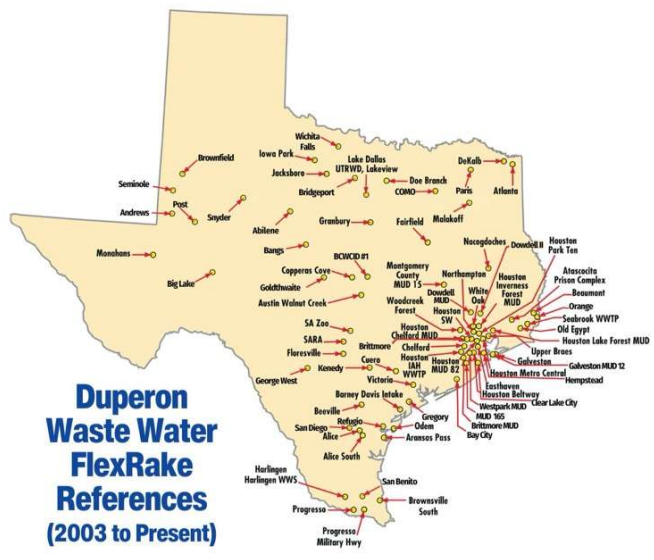 Wichita
Falls
Iowa Park
Jacksboro
Lake Dallas
UTRWD, Lakeview
Bridgeport
Doe Branch
COMO
DeKalb
Paris
Atlanta
Brownfield
Seminole
Post
Andrews
Snyder
Abilene
Granbury
Fairfield
Malakoff
Monahans
Big Lake
Bangs
BCWCID #1
Copperas Cove
Goldthwaite
Austin Walnut Creek
Nacogdoches
Dowdell II
Houston
Park Ten
Montgomery
County
MUD 15
Northampton
Houston
Inverness
Forest
MUD
Atascocita
Prison Complex
Dowdell
MUD
White
Oak
Beaumont
Woodcreek
Forest
Houston
SW
Orange
Seabrook WWTP
Old Egypt
Houston Lake Forest MUD
SA Zoo
Houston
Chelford MUD
SARA
Brittmore
Chelford
Floresville
Upper Braes
Galveston
Galveston MUD 12
Houston
IAH
WWTP
Houston
MUD 82
Houston Metro Central
Hempstead
Kenedy
Cuero
George West
Victoria
Easthaven
Houston Beltway
Clear Lake City
Westpark MUD
MUD 165
Brittmore MUD
Bay City
Barney Davis Intake
Beeville
Gregory
Refugio
San Diego
Odem
Alice
Aransas Pass
Alice South
Harlingen
Harlingen WWS
San Benito
Progresso
Brownsville
South
Progresso
Military Hwy
Duperon
Waste Water
FlexRake
References
(2003 to Present)